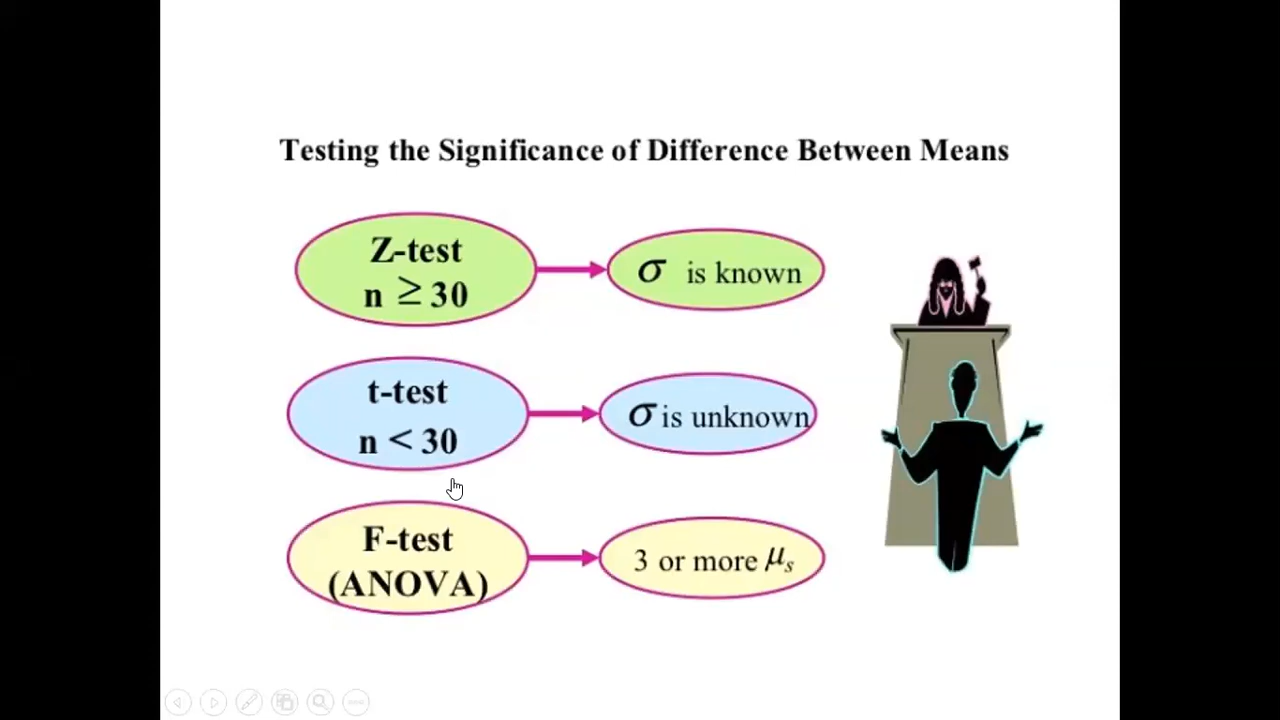 Testing the Significance of Difference Between Means
Z-test
n ≥ 30
σ is known
t-test
n < 30
σ is unknown
F-test
(ANOVA)
3 or more μs